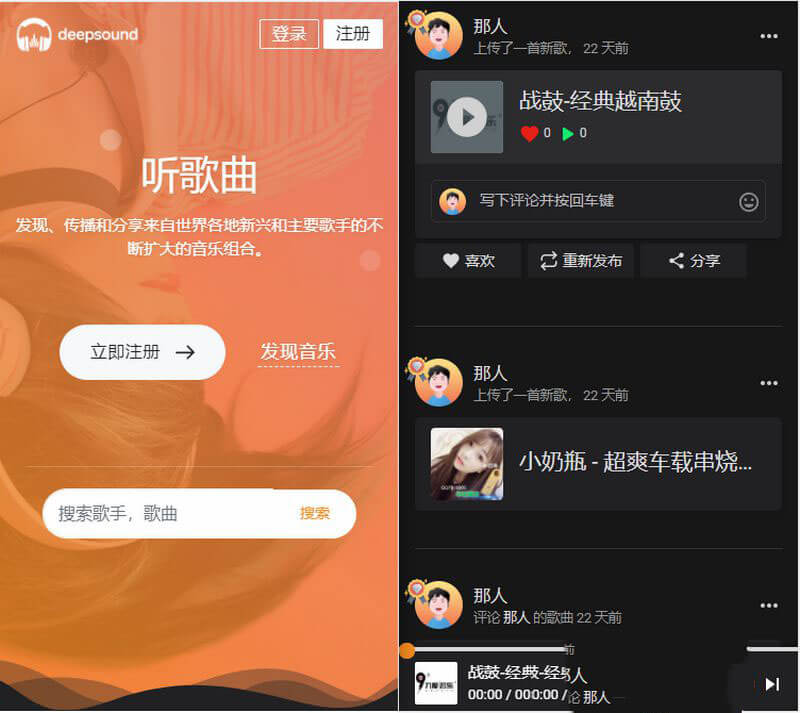 deepsound
登录
注册
听歌曲
发现、传播和分享来自世界各地新兴和主要歌手的不
断扩大的音乐组合。
立即注册
发现音乐
搜索歌手，歌曲
搜索
那人
上传了一首新歌， 22 天前
战鼓-经典越南鼓
0 0
写下评论并按回车键
喜欢
重新发布
分享
那人
上传了一首新歌， 22 天前
小奶瓶 - 超爽车载串烧...
那人
评论 那人 的歌曲 22 天前
前
战鼓-经典-经
那人
00:00 / 000:00 /
论 那人